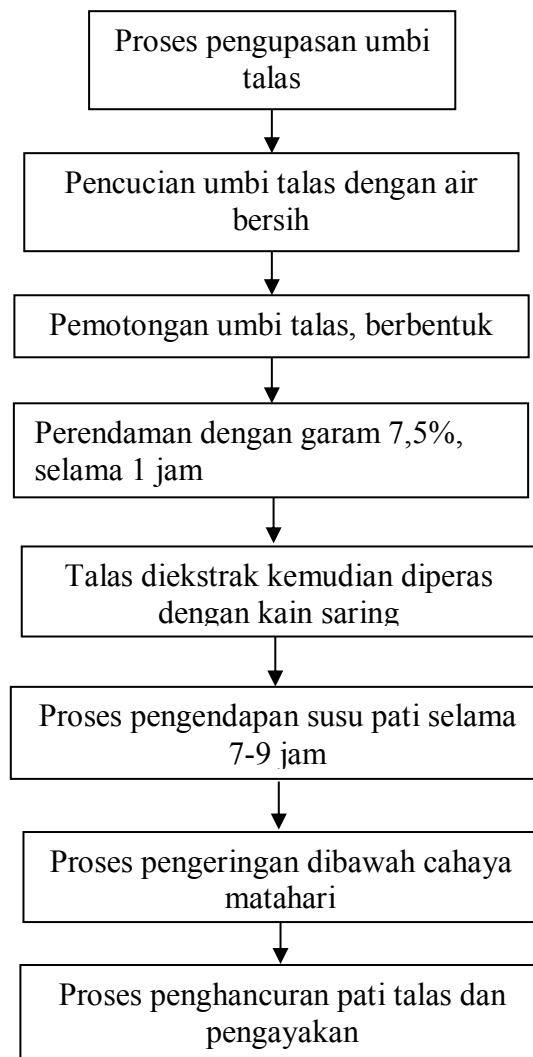 Proses pengupasan umbi
talas
Pencucian umbi talas dengan air
bersih
Pemotongan umbi talas, berbentuk
Perendaman dengan garam 7,5%,
selama 1 jam
Talas diekstrak kemudian diperas
dengan kain saring
Proses pengendapan susu pati selama
7-9 jam
Proses pengeringan dibawah cahaya
matahari
Proses penghancuran pati talas dan
pengayakan